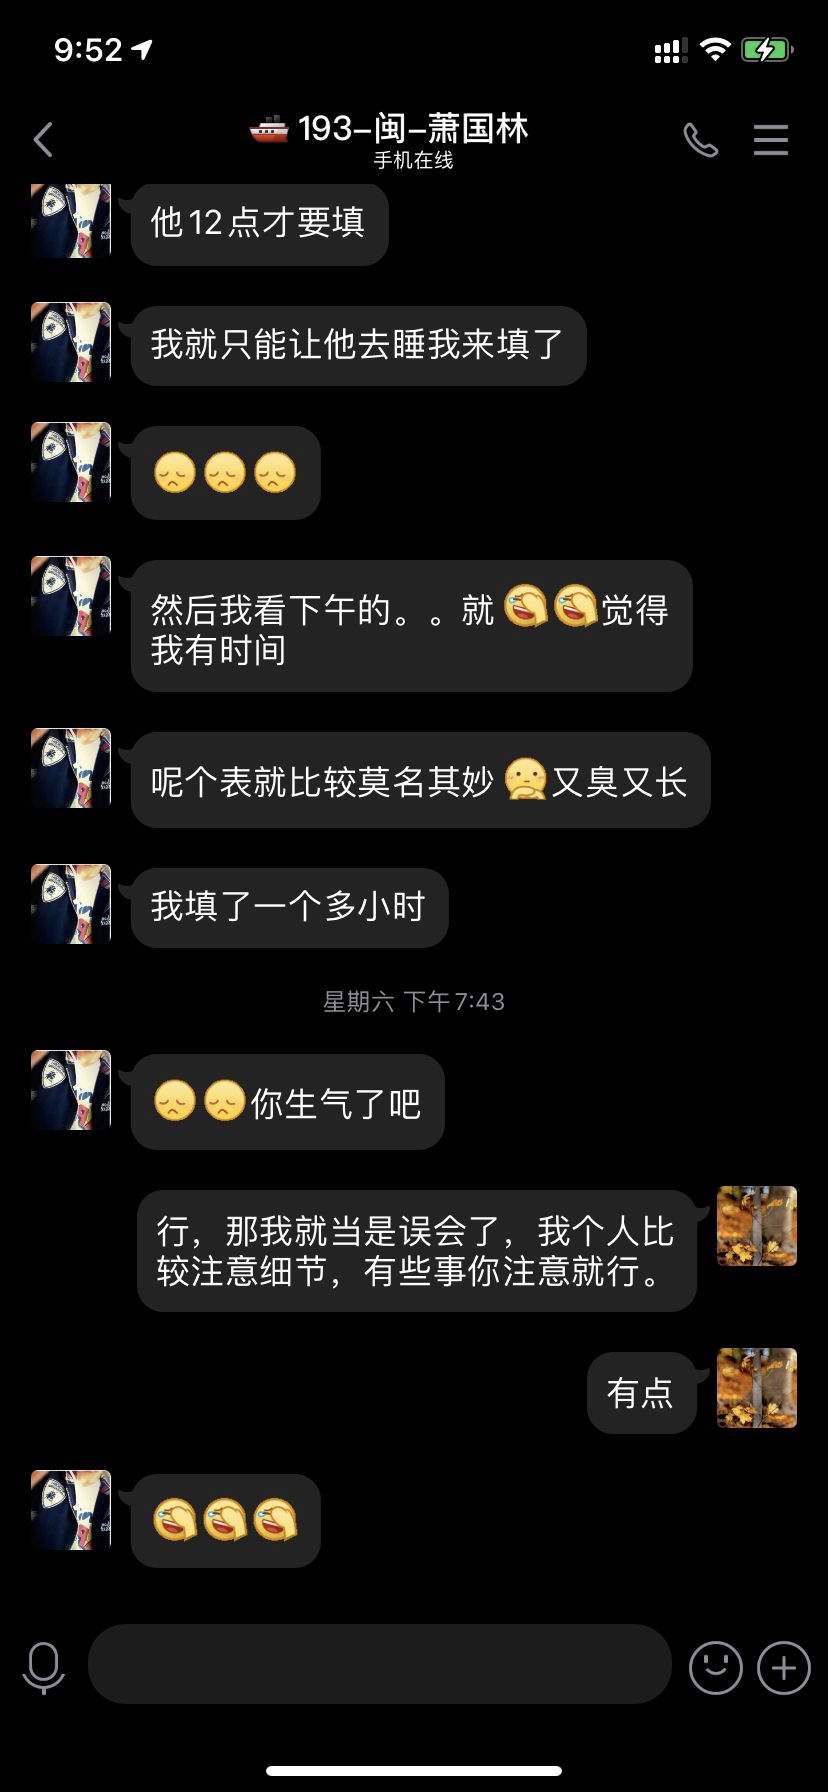 9:52
193-闽-萧国林
手机在线
他12点才要填
我就只能让他去睡我来填了
然后我看下午的。。就觉得
我有时间
呢个表就比较莫名其妙又臭又长
我填了一个多小时
星期六 下午7:43
你生气了吧
行，那我就当是误会了，我个人比
较注意细节，有些事你注意就行。
有点